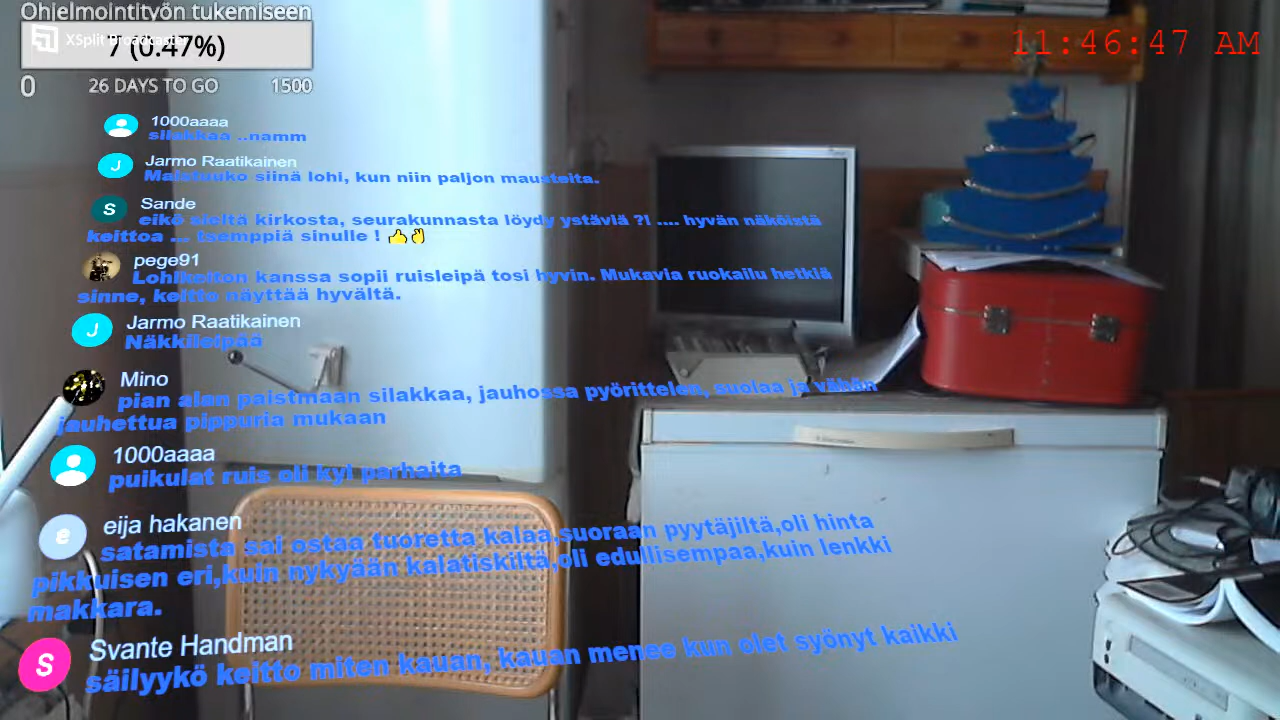 Ohjelmointityön tukemiseen
XSplit Broadcaster
7 (0.47%)
11:46:47 AM
0 26 DAYS TO GO 1500
1000aaaa
silakkaa ..namm
Jarmo Raatikainen
Maistuuko siinä lohi, kun niin paljon mausteita.
Sande
eikö sieltä kirkosta, seurakunnasta löydy ystäviä ?! .... hyvän näköistä
keittoa ... tsemppiä sinulle ! 👍✌
pege91
Lohikeiton kanssa sopii ruisleipä tosi hyvin. Mukavia ruokailu hetkiä
sinne, keitto näyttää hyvältä.
Jarmo Raatikainen
Näkkileipää
Mino
pian alan paistmaan silakkaa, jauhossa pyörittelen, suolaa ja vähän
jauhettua pippuria mukaan
1000aaaa
puikulat ruis oli kyl parhaita
eija hakanen
satamista sai ostaa tuoretta kalaa,suoraan pyytäjiltä,oli hinta
pikkuisen eri,kuin nykyään kalatiskiltä,oli edullisempaa,kuin lenkki
makkara.
Svante Handman
säilyykö keitto miten kauan, kauan menee kun olet syönyt kaikki